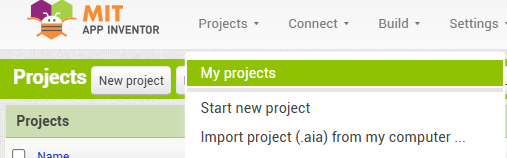 MIT
APP INVENTOR
Projects Connect Build Settings
Projects New project
My projects
Start new project
Import project (.aia) from my computer ...
Projects
Name